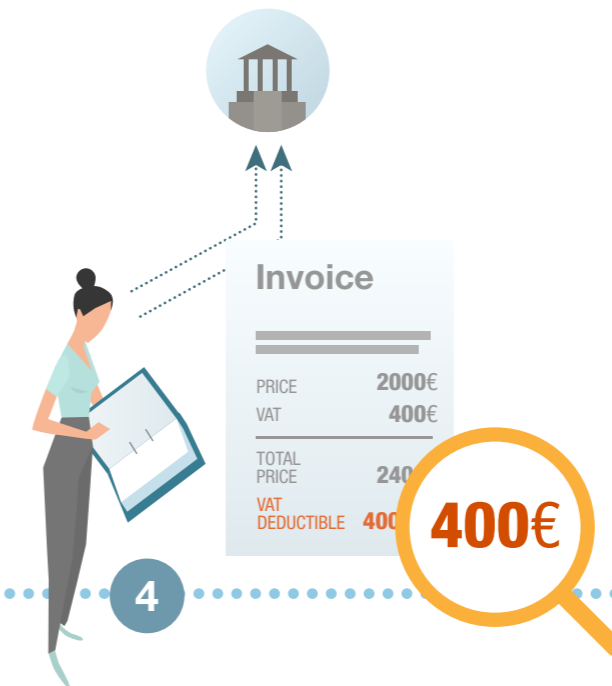 Invoice
PRICE 2000€
VAT 400€
TOTAL
PRICE 240
VAT
DEDUCTIBLE 400
400€
4